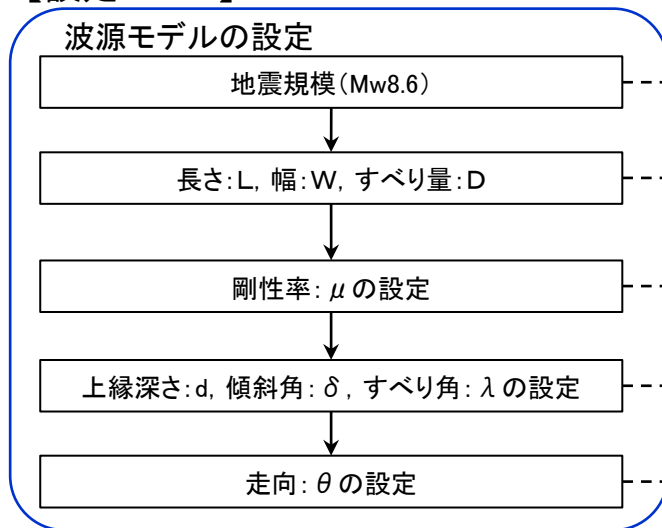 波源モデルの設定
地震規模(Mw8.6)
長さ:L, 幅:W, すべり量:D
剛性率:μの設定
上縁深さ:d, 傾斜角:δ, すべり角:λの設定
走向:θの設定